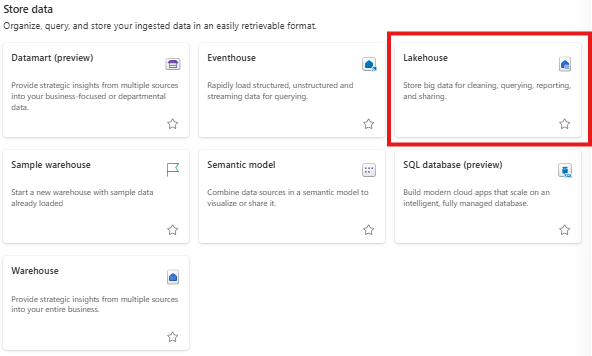 Store data
Organize, query, and store your ingested data in an easily retrievable format.
Datamart (preview)
Provide strategic insights from multiple sources
into your business-focused or departmental
data.
Eventhouse
Rapidly load structured, unstructured and
streaming data for querying.
Lakehouse
Store big data for cleaning, querying, reporting,
and sharing.
Sample warehouse
Start a new warehouse with sample data
already loaded
Semantic model
Combine data sources in a semantic model to
visualize or share it.
SQL database (preview)
Build modern cloud apps that scale on an
intelligent, fully managed database.
Warehouse
Provide strategic insights from multiple sources
into your entire business.